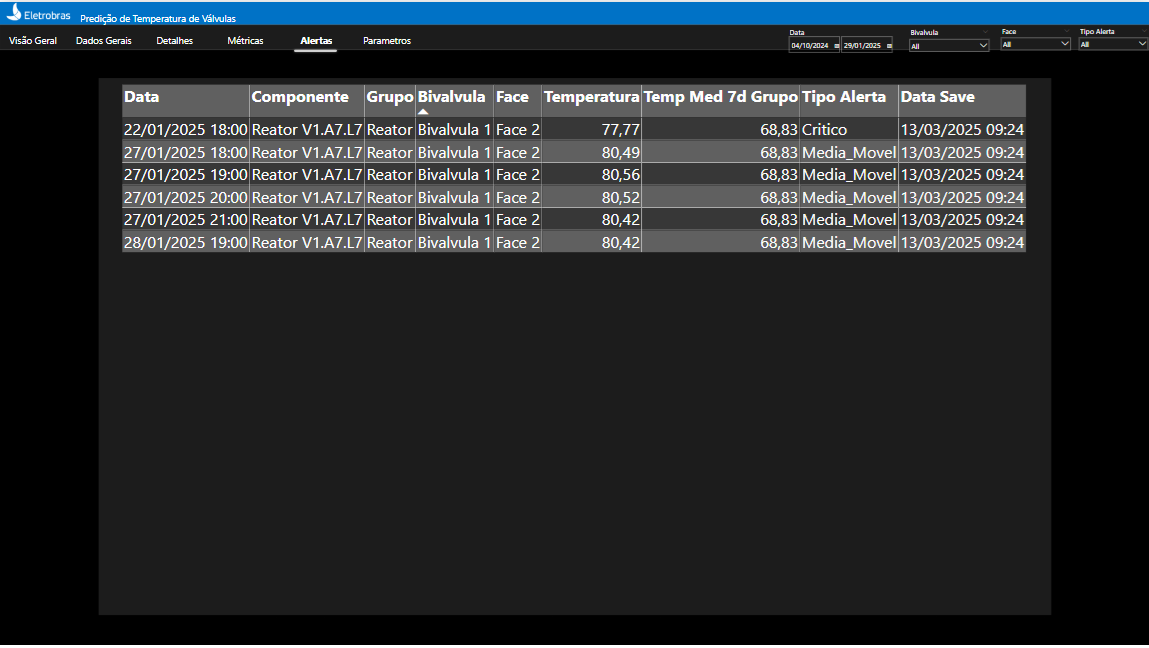 Eletrobras Predição de Temperatura de Válvulas
Visão Geral Dados Gerais Detalhes Métricas Alertas Parametros
Data Bivalvula Face Tipo Alerta
04/10/2024 29/01/2025 All All All
Data Componente Grupo Bivalvula Face Temperatura Temp Med 7d Grupo Tipo Alerta Data Save
22/01/2025 18:00 Reator V1.A7.L7 Reator Bivalvula 1 Face 2 77,77 68,83 Critico 13/03/2025 09:24
27/01/2025 18:00 Reator V1.A7.L7 Reator Bivalvula 1 Face 2 80,49 68,83 Media_Movel 13/03/2025 09:24
27/01/2025 19:00 Reator V1.A7.L7 Reator Bivalvula 1 Face 2 80,56 68,83 Media_Movel 13/03/2025 09:24
27/01/2025 20:00 Reator V1.A7.L7 Reator Bivalvula 1 Face 2 80,52 68,83 Media_Movel 13/03/2025 09:24
27/01/2025 21:00 Reator V1.A7.L7 Reator Bivalvula 1 Face 2 80,42 68,83 Media_Movel 13/03/2025 09:24
28/01/2025 19:00 Reator V1.A7.L7 Reator Bivalvula 1 Face 2 80,42 68,83 Media_Movel 13/03/2025 09:24